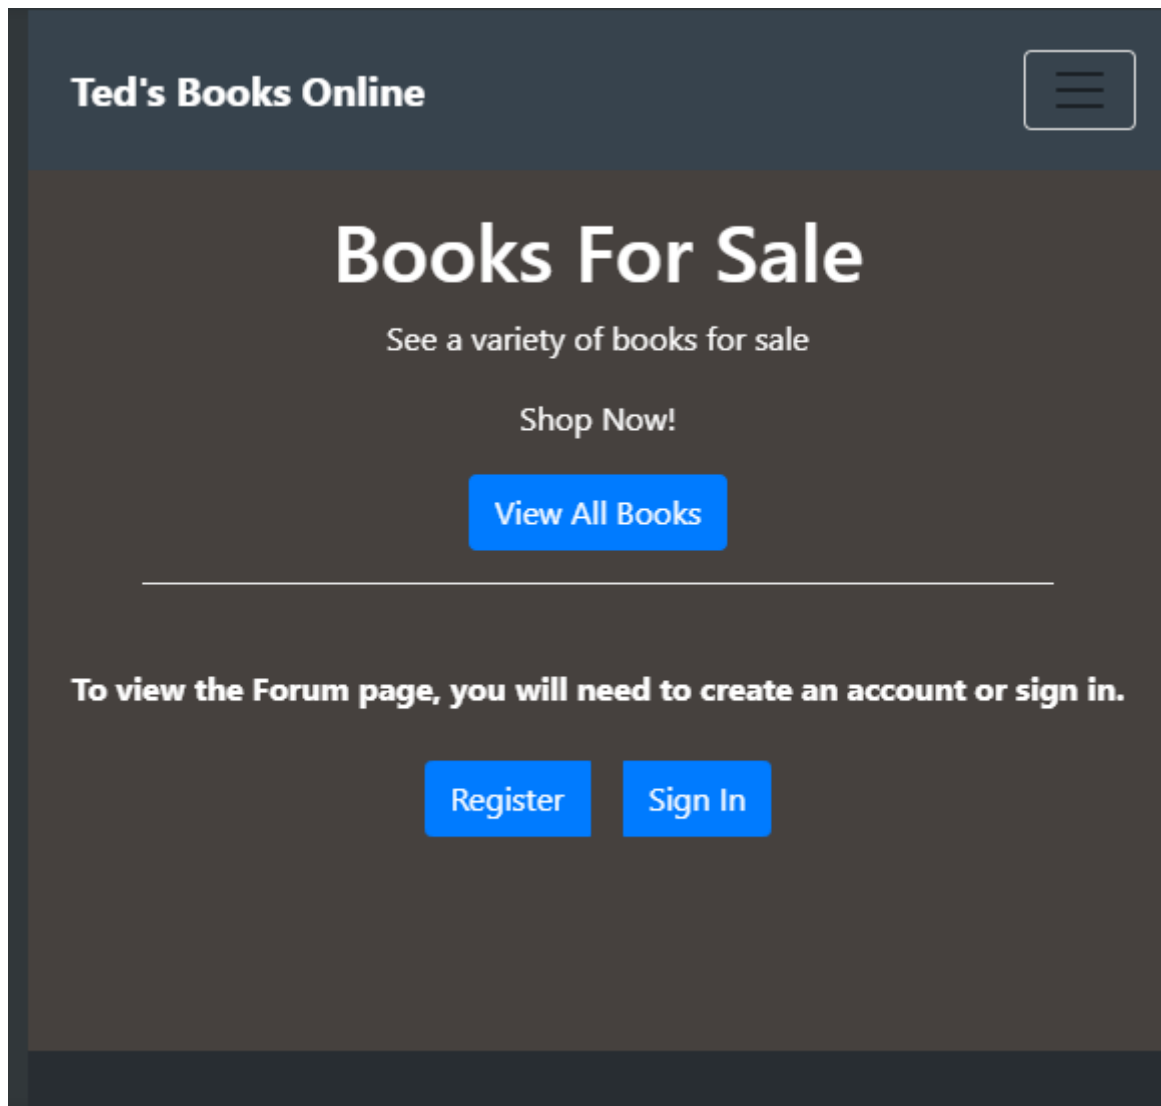 Ted's Books Online
Books For Sale
See a variety of books for sale
Shop Now!
View All Books
To view the Forum page, you will need to create an account or sign in.
Register
Sign In